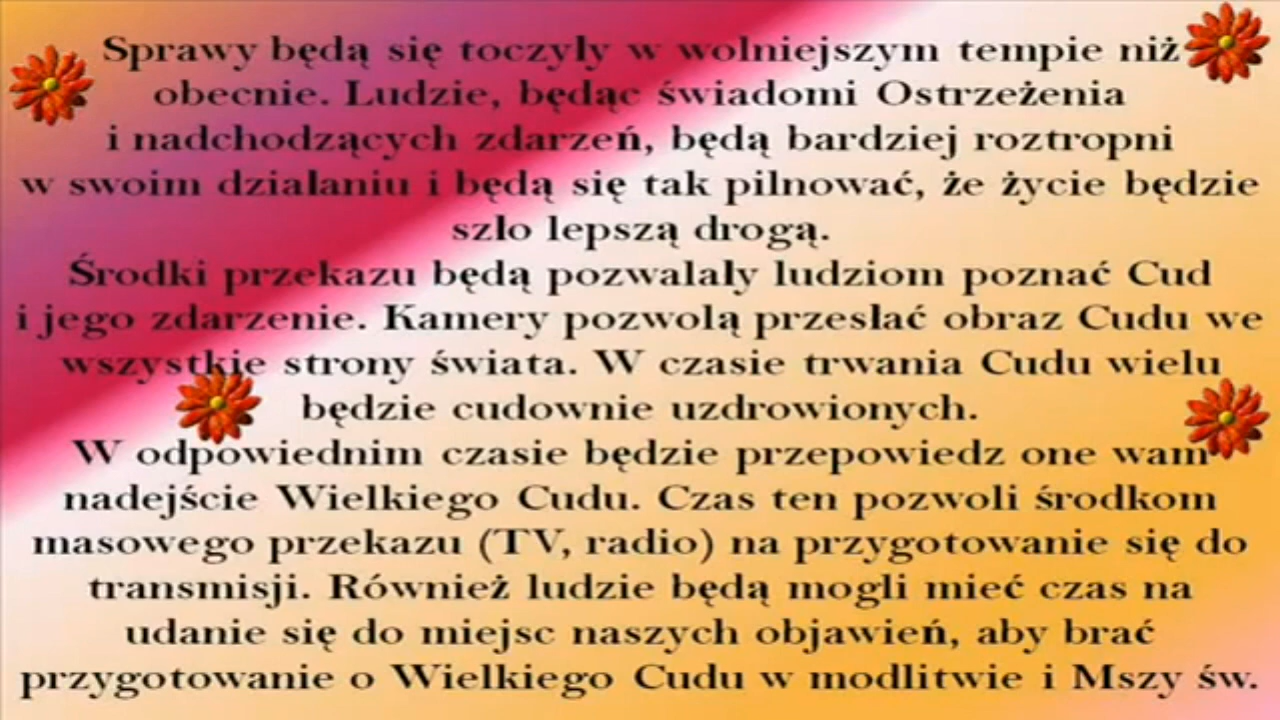 Sprawy będą się toczyły w wolniejszym tempie niż
obecnie. Ludzie, będąc świadomi Ostrzeżenia
i nadchodzących zdarzeń, będą bardziej roztropni
w swoim działaniu i będą się tak pilnować, że życie będzie
szło lepszą drogą.
Środki przekazu będą pozwalały ludziom poznać Cud
i jego zdarzenie. Kamery pozwolą przesłać obraz Cudu we
wszystkie strony świata. W czasie trwania Cudu wielu
będzie cudownie uzdrowionych.
W odpowiednim czasie będzie przepowiedz one wam
nadejście Wielkiego Cudu. Czas ten pozwoli środkom
masowego przekazu (TV, radio) na przygotowanie się do
transmisji. Również ludzie będą mogli mieć czas na
udanie się do miejsc naszych objawień, aby brać
przygotowanie o Wielkiego Cudu w modlitwie i Mszy św.